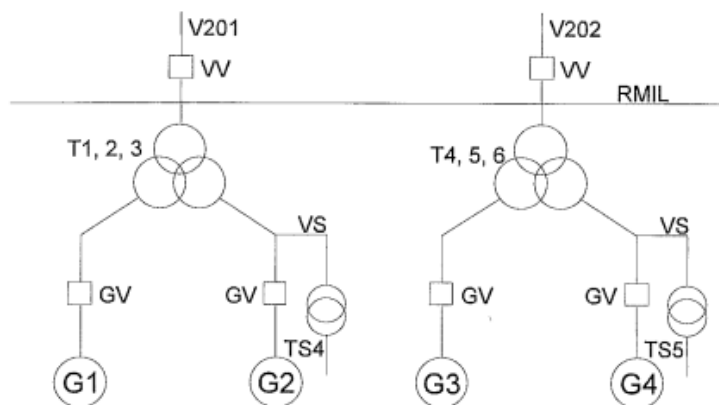 V201
V202
VV
VV
RMIL
T1, 2, 3
T4, 5, 6
VS
VS
GV
GV
GV
GV
TS4
TS5
G1
G2
G3
G4